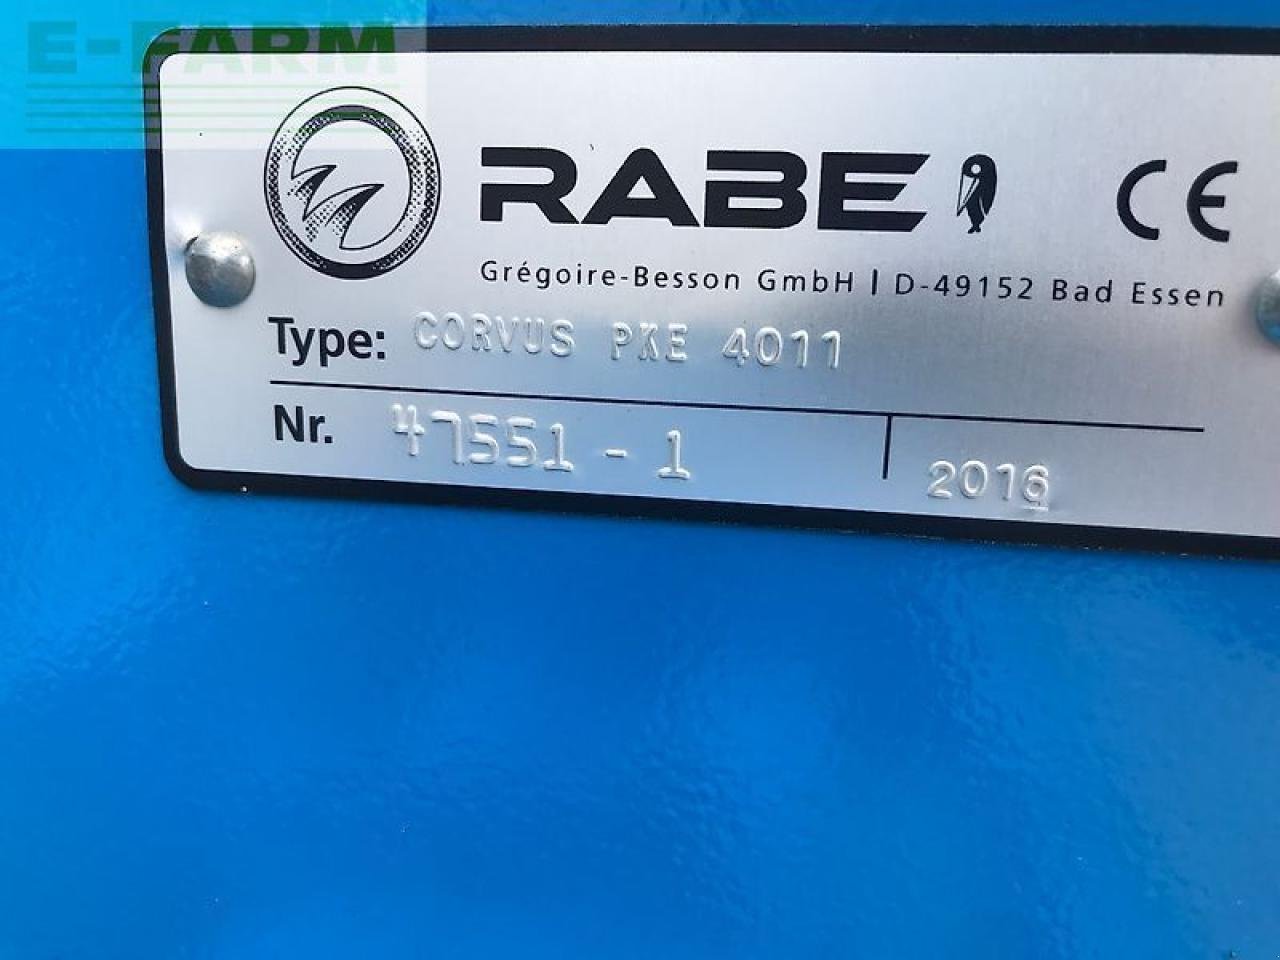 E-FARM
RABE CE
Grégoire-Besson GmbH | D-49152 Bad Essen
Type: CORVUS PKE 4011
Nr. 47551-1 2016